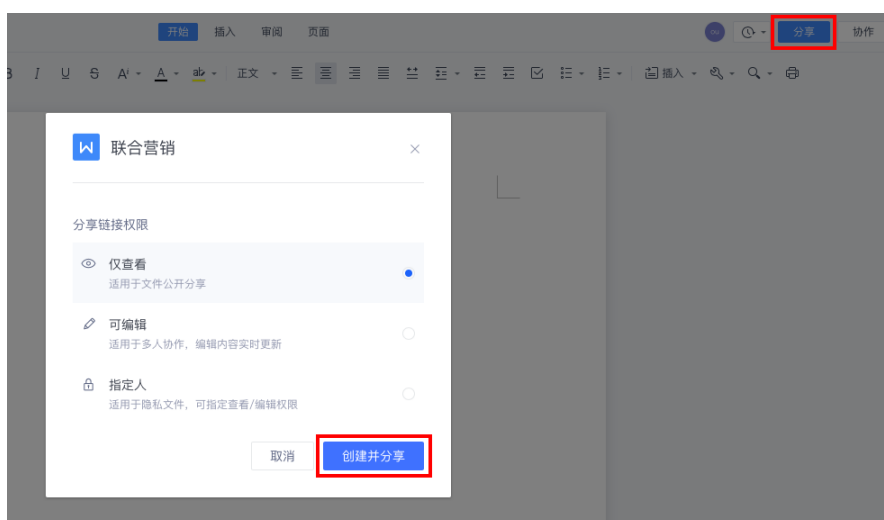 开始 插入 审阅 页面 分享 协作
B I U S A A ab 正文 插入
联合营销
分享链接权限
仅查看
适用于文件公开分享
可编辑
适用于多人协作，编辑内容实时更新
指定人
适用于隐私文件，可指定查看/编辑权限
取消 创建并分享